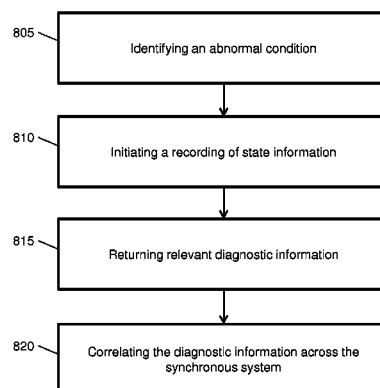 805
Identifying an abnormal condition
810
Initiating a recording of state information
815
Returning relevant diagnostic information
820
Correlating the diagnostic information across the
synchronous system